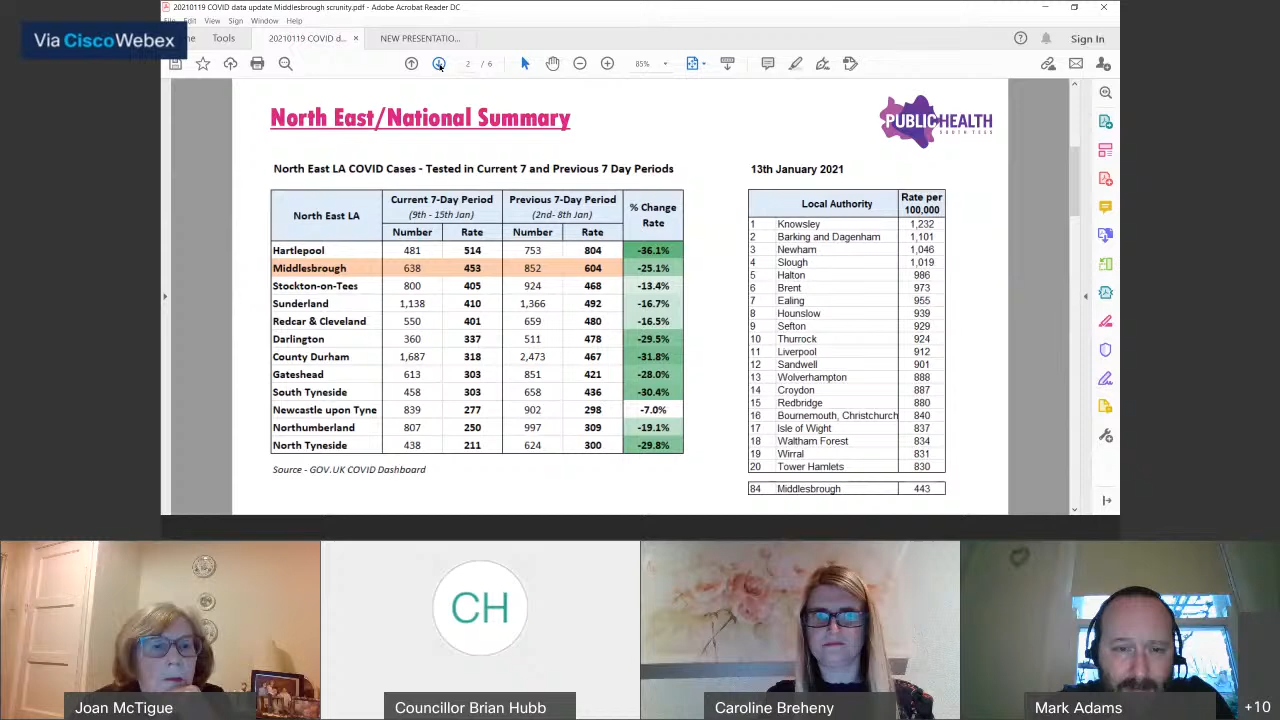 20210119 COVID data update Middlesbrough scrunity.pdf - Adobe Acrobat Reader DC
File Edit View Sign Window Help
Via CiscoWebex
Tools
20210119 COVID d...
NEW PRESENTATIO...
Sign In
2 / 6
85%
North East/National Summary
PUBLICHEALTH
SOUTH TEES
North East LA COVID Cases - Tested in Current 7 and Previous 7 Day Periods
North East LA Current 7-Day Period Previous 7-Day Period % Change Rate
(9th - 15th Jan) (2nd- 8th Jan)
Number Rate Number Rate
Hartlepool 481 514 753 804 -36.1%
Middlesbrough 638 453 852 604 -25.1%
Stockton-on-Tees 800 405 924 468 -13.4%
Sunderland 1,138 410 1,366 492 -16.7%
Redcar & Cleveland 550 401 659 480 -16.5%
Darlington 360 337 511 478 -29.5%
County Durham 1,687 318 2,473 467 -31.8%
Gateshead 613 303 851 421 -28.0%
South Tyneside 458 303 658 436 -30.4%
Newcastle upon Tyne 839 277 902 298 -7.0%
Northumberland 807 250 997 309 -19.1%
North Tyneside 438 211 624 300 -29.8%
Source - GOV.UK COVID Dashboard
13th January 2021
Local Authority Rate per 100,000
1 Knowsley 1,232
2 Barking and Dagenham 1,101
3 Newham 1,046
4 Slough 1,019
5 Halton 986
6 Brent 973
7 Ealing 955
8 Hounslow 939
9 Sefton 929
10 Thurrock 924
11 Liverpool 912
12 Sandwell 901
13 Wolverhampton 888
14 Croydon 887
15 Redbridge 880
16 Bournemouth, Christchurch 840
17 Isle of Wight 837
18 Waltham Forest 834
19 Wirral 831
20 Tower Hamlets 830
84 Middlesbrough 443
CH
Joan McTigue
Councillor Brian Hubb
Caroline Breheny
Mark Adams
+10